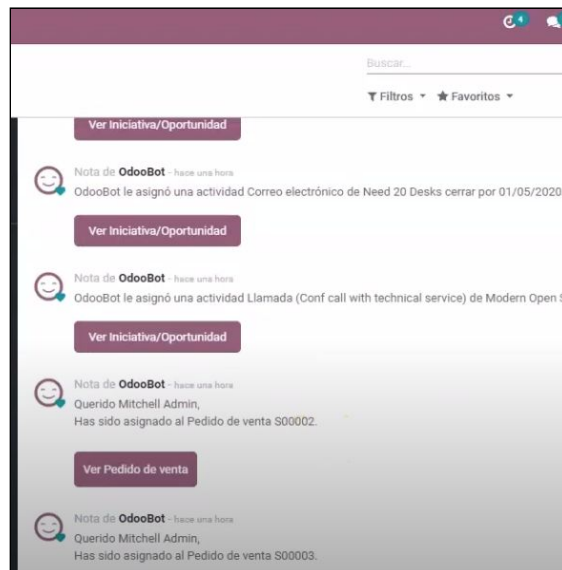 4
Buscar...
Filtros
Favoritos
Ver Iniciativa/Oportunidad
Nota de OdooBot - hace una hora
OdooBot le asignó una actividad Correo electrónico de Need 20 Desks cerrar por 01/05/2020
Ver Iniciativa/Oportunidad
Nota de OdooBot - hace una hora
OdooBot le asignó una actividad Llamada (Conf call with technical service) de Modern Open
Ver Iniciativa/Oportunidad
Nota de OdooBot - hace una hora
Querido Mitchell Admin,
Has sido asignado al Pedido de venta S00002.
Ver Pedido de venta
Nota de OdooBot - hace una hora
Querido Mitchell Admin,
Has sido asignado al Pedido de venta S00003.